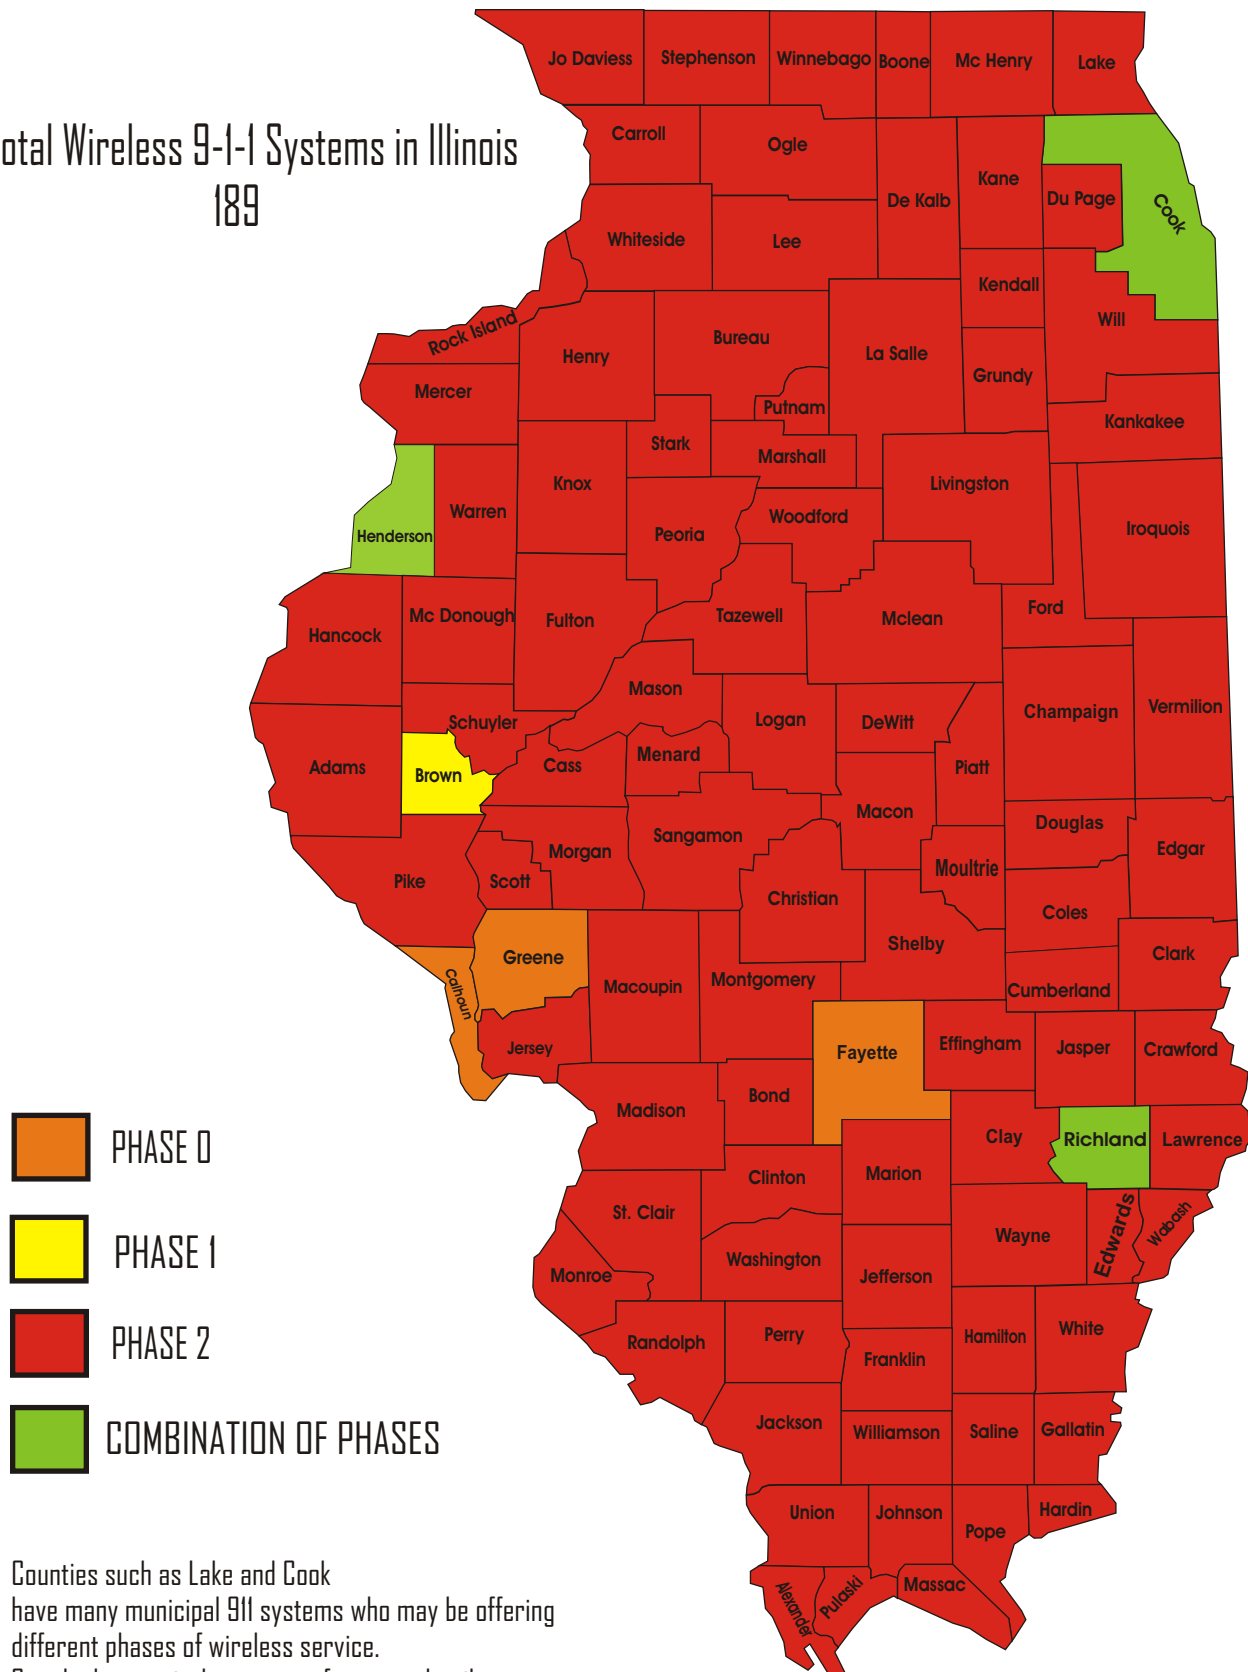 otal Wireless 9-1-1 Systems in Illinois
189
Jo Daviess
Stephenson
Winnebago
Boone
Mc Henry
Lake
Carroll
Ogle
De Kalb
Kane
Du Page
Cook
Whiteside
Lee
Kendall
Will
Rock Island
Henry
Bureau
La Salle
Grundy
Mercer
Putnam
Kankakee
Stark
Marshall
Henderson
Warren
Knox
Peoria
Woodford
Livingston
Iroquois
Hancock
Mc Donough
Fulton
Tazewell
Mclean
Ford
Mason
Logan
DeWitt
Champaign
Vermilion
Schuyler
Adams
Brown
Cass
Menard
Piatt
Macon
Sangamon
Douglas
Edgar
Pike
Scott
Morgan
Christian
Moultrie
Coles
Shelby
Clark
Greene
Calhoun
Macoupin
Montgomery
Cumberland
Jersey
Fayette
Effingham
Jasper
Crawford
Madison
Bond
Clay
Richland
Lawrence
Clinton
Marion
St. Clair
Wayne
Edwards
Wabash
Monroe
Washington
Jefferson
Randolph
Perry
Franklin
Hamilton
White
Jackson
Williamson
Saline
Gallatin
Union
Johnson
Pope
Hardin
Alexander
Pulaski
Massac
PHASE 0
PHASE 1
PHASE 2
COMBINATION OF PHASES
Counties such as Lake and Cook
have many municipal 911 systems who may be offering
different phases of wireless service.